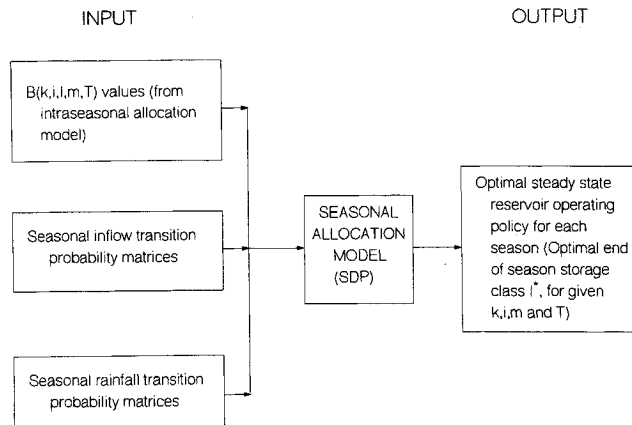 INPUT
OUTPUT
B(k,i,l,m,T) values (from
intraseasonal allocation
model)
Seasonal inflow transition
probability matrices
Seasonal rainfall transition
probability matrices
SEASONAL
ALLOCATION
MODEL
(SDP)
Optimal steady state
reservoir operating
policy for each
season (Optimal end
of season storage
class l*, for given
k,i,m and T)